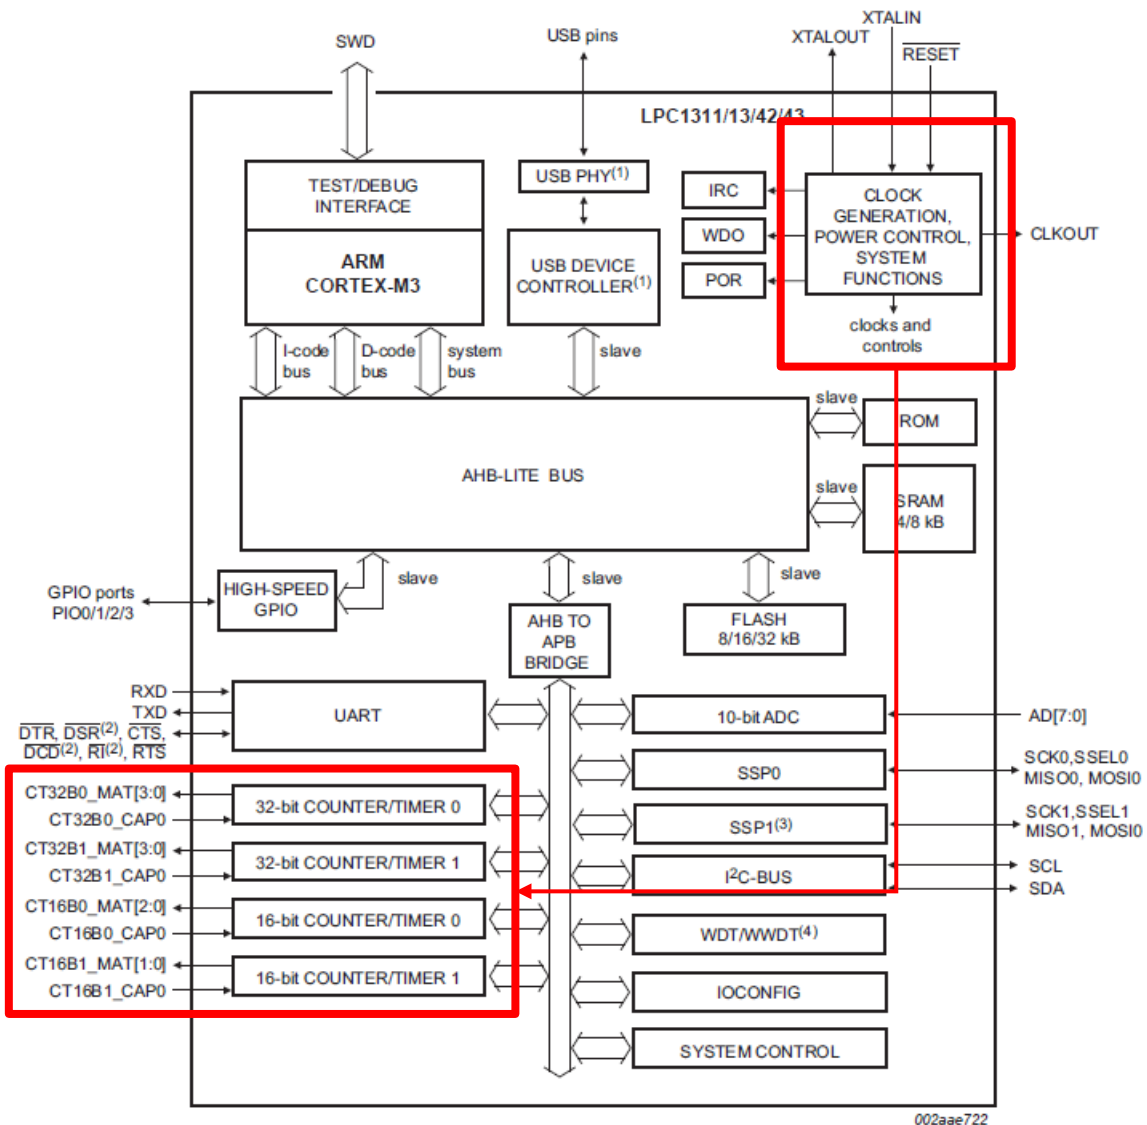 XTALIN
XTALOUT
RESET
SWD
USB pins
LPC1311/13/42/43
TEST/DEBUG
INTERFACE
ARM
CORTEX-M3
USB PHY(1)
USB DEVICE
CONTROLLER(1)
IRC
WDO
POR
CLOCK
GENERATION,
POWER CONTROL,
SYSTEM
FUNCTIONS
CLKOUT
clocks and
controls
I-code
bus
D-code
bus
system
bus
slave
AHB-LITE BUS
slave
ROM
slave
SRAM
4/8 kB
GPIO ports
PIO0/1/2/3
HIGH-SPEED
GPIO
slave
slave
slave
AHB TO
APB
BRIDGE
FLASH
8/16/32 kB
RXD
TXD
DTR, DSR(2), CTS,
DCD(2), RI(2), RTS
UART
10-bit ADC
AD[7:0]
SSP0
SCK0,SSEL0
MISO0, MOSI0
CT32B0_MAT[3:0]
CT32B0_CAP0
32-bit COUNTER/TIMER 0
SSP1(3)
SCK1,SSEL1
MISO1, MOSI0
CT32B1_MAT[3:0]
CT32B1_CAP0
32-bit COUNTER/TIMER 1
I2C-BUS
SCL
SDA
CT16B0_MAT[2:0]
CT16B0_CAP0
16-bit COUNTER/TIMER 0
WDT/WWDT(4)
CT16B1_MAT[1:0]
CT16B1_CAP0
16-bit COUNTER/TIMER 1
IOCONFIG
SYSTEM CONTROL
002aae722